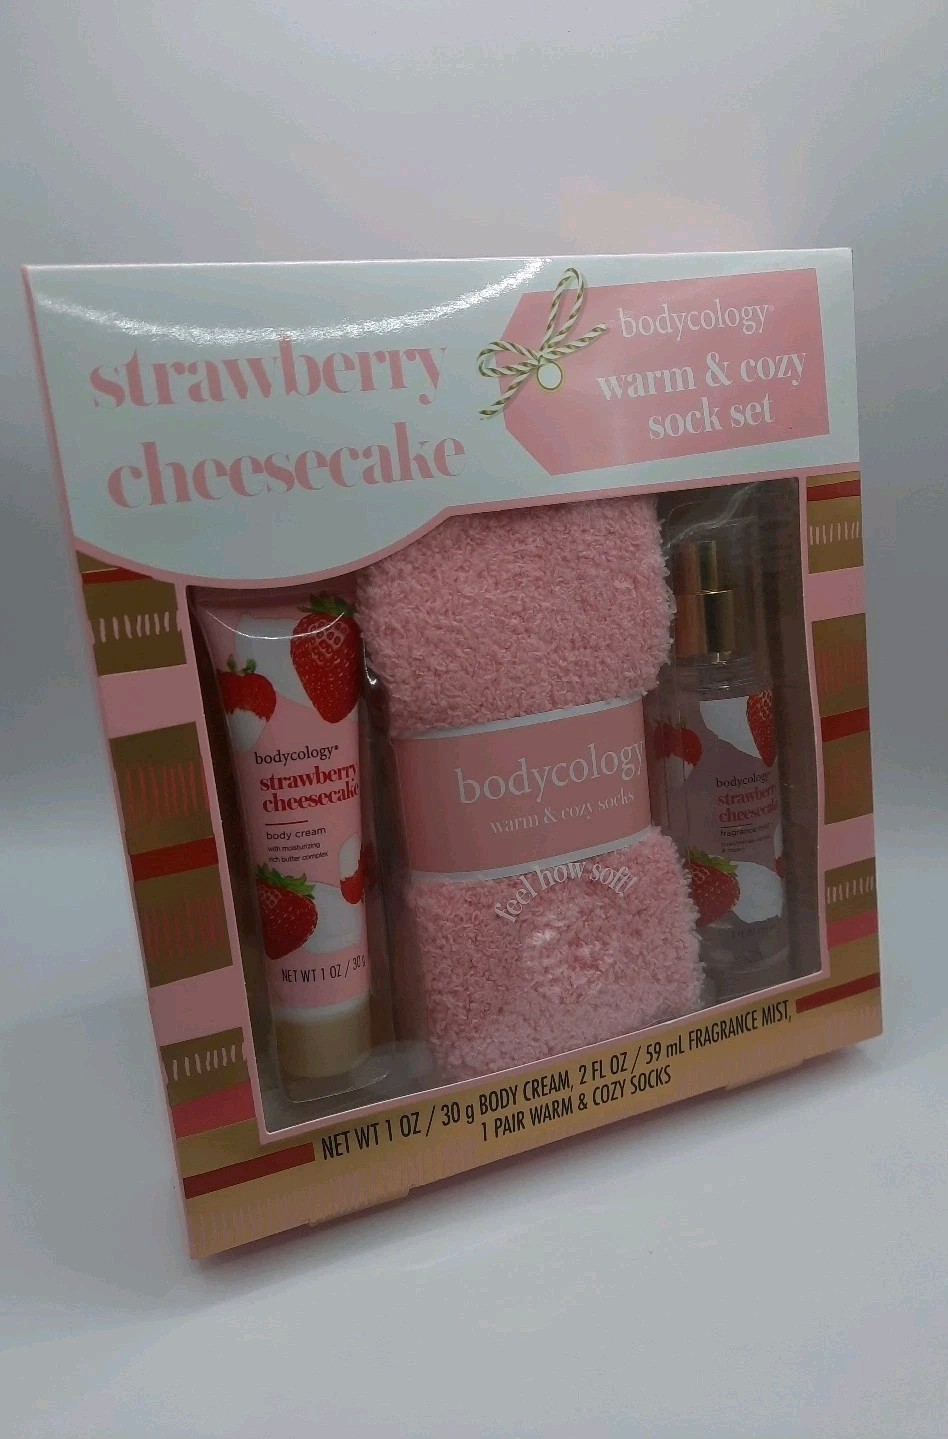 strawberry
cheesecake
bodycology®
warm & cozy
sock set
bodycology®
strawberry
cheesecake
body cream
with moisturizing
rich butter complex
NET WT 1 OZ / 30 g
bodycology
warm & cozy socks
feel how soft!
bodycology®
strawberry
cheesecake
fragrance mist
NET WT 1 OZ / 30 g BODY CREAM, 2 FL OZ / 59 mL FRAGRANCE MIST,
1 PAIR WARM & COZY SOCKS